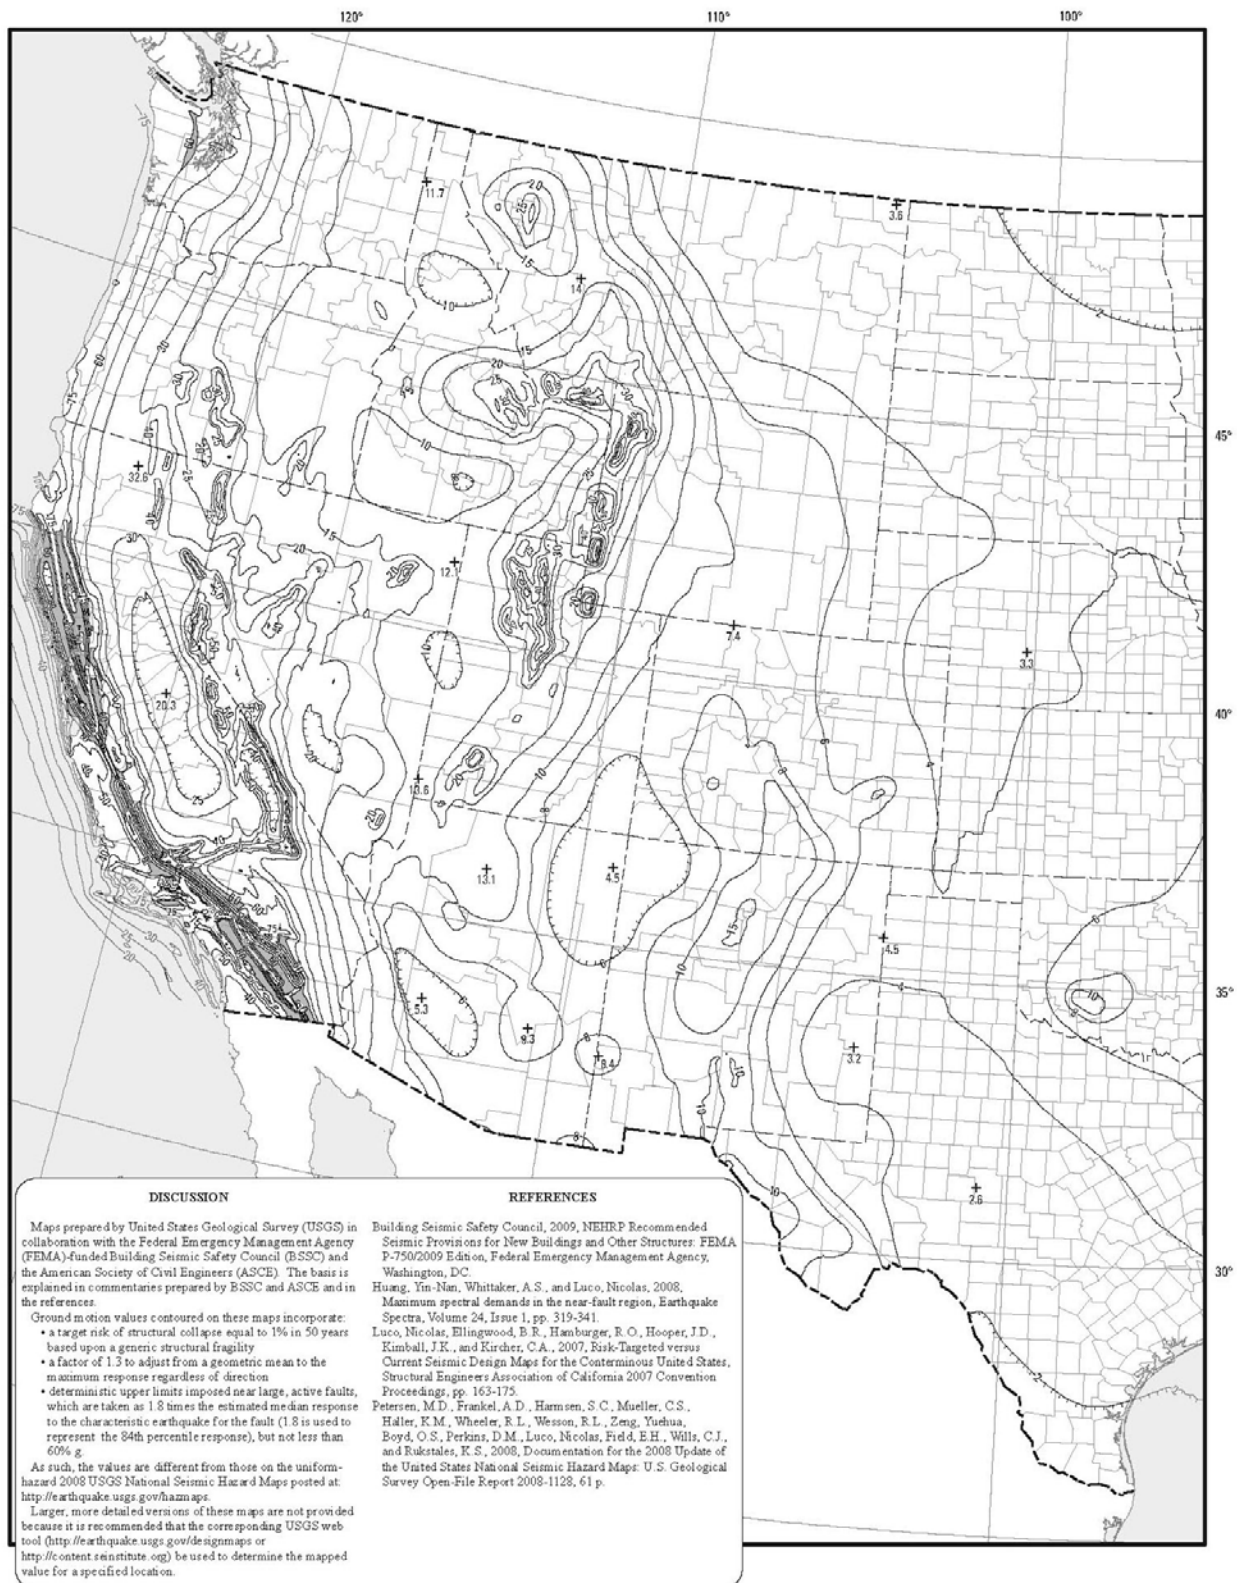 120°
110°
100°
11.7
3.6
14
45°
32.6
12.1
7.4
3.3
20.3
40°
13.6
13.1
4.5
4.5
35°
5.3
9.3
8.4
3.2
2.6
30°
DISCUSSION
Maps prepared by United States Geological Survey (USGS) in
collaboration with the Federal Emergency Management Agency
(FEMA)-funded Building Seismic Safety Council (BSSC) and
the American Society of Civil Engineers (ASCE). The basis is
explained in commentaries prepared by BSSC and ASCE and in
the references.
Ground motion values contoured on these maps incorporate:
• a target risk of structural collapse equal to 1% in 50 years
based upon a generic structural fragility
• a factor of 1.3 to adjust from a geometric mean to the
maximum response regardless of direction
• deterministic upper limits imposed near large, active faults,
which are taken as 1.8 times the estimated median response
to the characteristic earthquake for the fault (1.8 is used to
represent the 84th percentile response), but not less than
60% g.
As such, the values are different from those on the uniform-
hazard 2008 USGS National Seismic Hazard Maps posted at:
http://earthquake.usgs.gov/hazmaps.
Larger, more detailed versions of these maps are not provided
because it is recommended that the corresponding USGS web
tool (http://earthquake.usgs.gov/designmaps or
http://content.seinstitute.org) be used to determine the mapped
value for a specified location.
REFERENCES
Building Seismic Safety Council, 2009, NEHRP Recommended
Seismic Provisions for New Buildings and Other Structures: FEMA
P-750/2009 Edition, Federal Emergency Management Agency,
Washington, DC.
Huang, Yin-Nan, Whittaker, A.S., and Luco, Nicolas, 2008,
Maximum spectral demands in the near-fault region, Earthquake
Spectra, Volume 24, Issue 1, pp. 319-341.
Luco, Nicolas, Ellingwood, B.R., Hamburger, R.O., Hooper, J.D.,
Kimball, J.K., and Kircher, C.A., 2007, Risk-Targeted versus
Current Seismic Design Maps for the Conterminous United States,
Structural Engineers Association of California 2007 Convention
Proceedings, pp. 163-175.
Petersen, M.D., Frankel, A.D., Harmsen, S.C., Mueller, C.S.,
Haller, K.M., Wheeler, R.L., Wesson, R.L., Zeng, Yuehua,
Boyd, O.S., Perkins, D.M., Luco, Nicolas, Field, E.H., Wills, C.J.,
and Rukstales, K.S., 2008, Documentation for the 2008 Update of
the United States National Seismic Hazard Maps: U.S. Geological
Survey Open-File Report 2008-1128, 61 p.